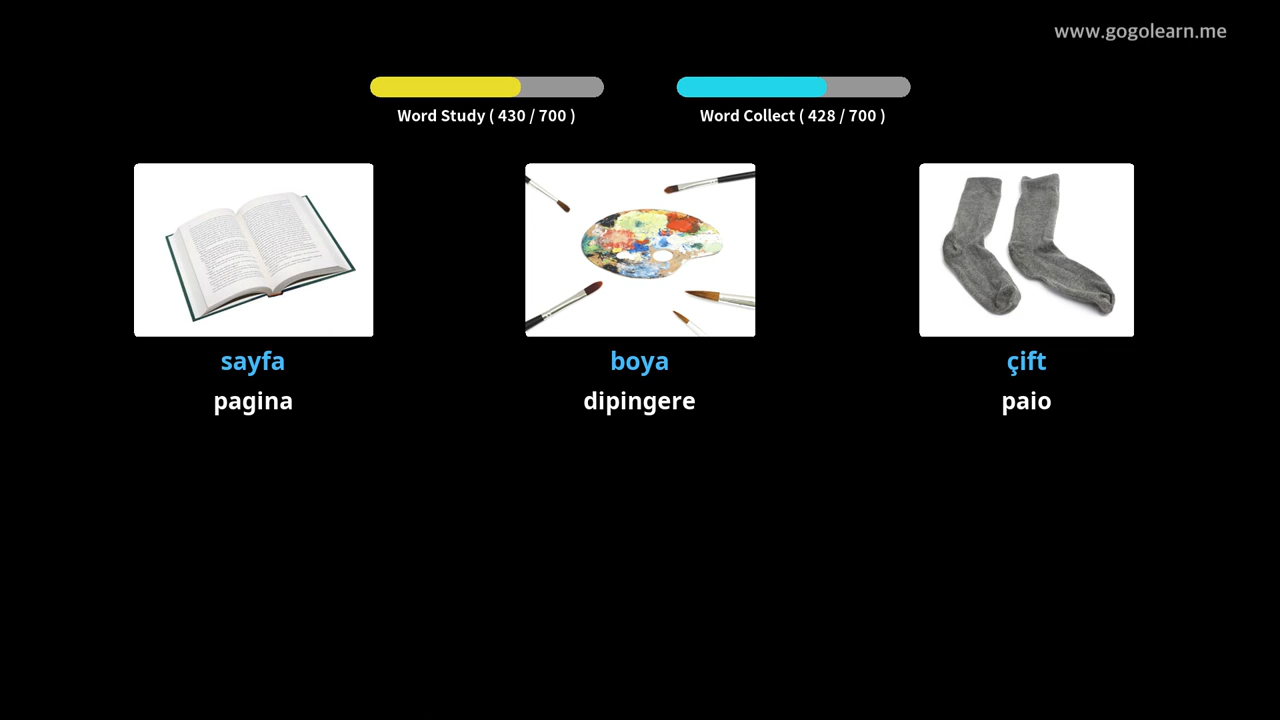 www.gogolearn.me
Word Study ( 430 / 700 )
Word Collect ( 428 / 700 )
sayfa
boya
çift
pagina
dipingere
paio